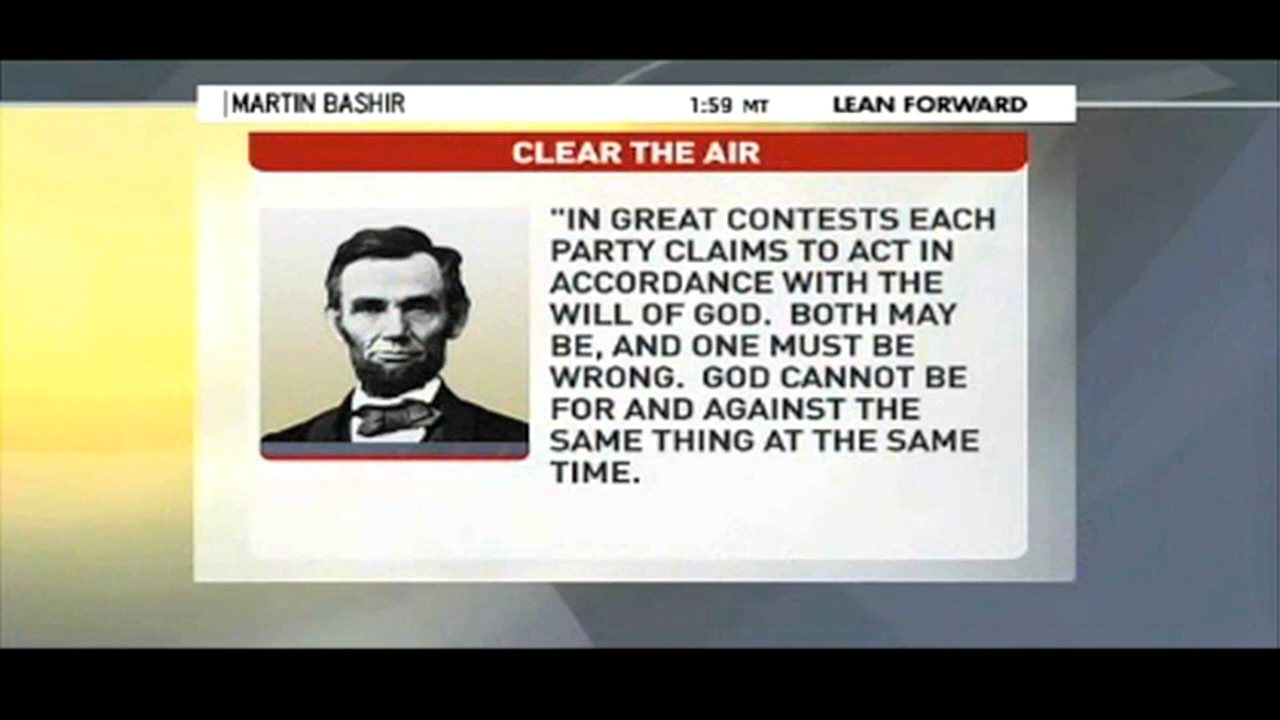 |MARTIN BASHIR 1:59 MT LEAN FORWARD
CLEAR THE AIR
"IN GREAT CONTESTS EACH
PARTY CLAIMS TO ACT IN
ACCORDANCE WITH THE
WILL OF GOD. BOTH MAY
BE, AND ONE MUST BE
WRONG. GOD CANNOT BE
FOR AND AGAINST THE
SAME THING AT THE SAME
TIME.